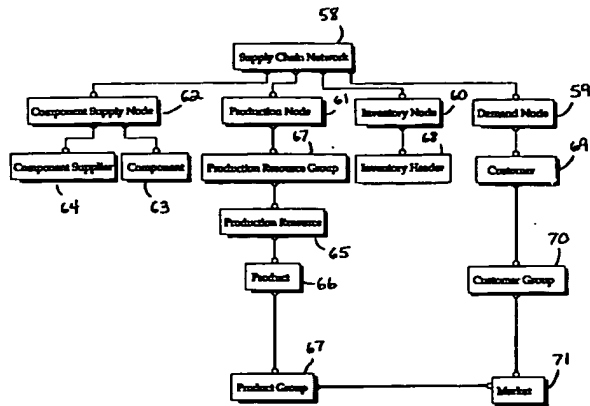 58
Supply Chain Network
Component Supply Node
62
Production Node
61
Inventory Node
60
Demand Node
59
67
68
69
Component Supplier
Component
Production Resource Group
Inventory Header
Customer
64
63
Production Resource
65
70
Product
66
Customer Group
67
71
Product Group
Market